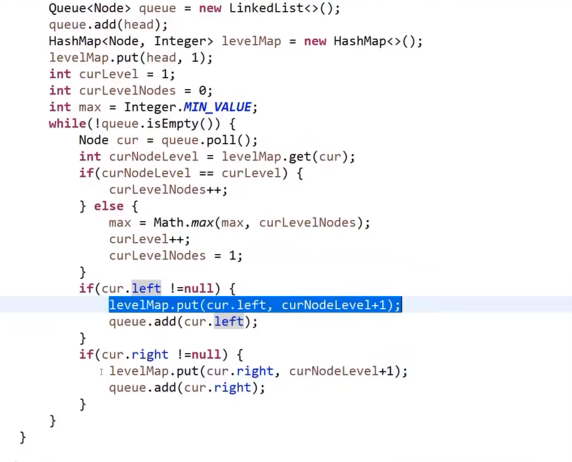 Queue<Node> queue = new LinkedList<>();
queue.add(head);
HashMap<Node, Integer> levelMap = new HashMap<>();
levelMap.put(head, 1);
int curLevel = 1;
int curLevelNodes = 0;
int max = Integer.MIN_VALUE;
while(!queue.isEmpty()) {
Node cur = queue.poll();
int curNodeLevel = levelMap.get(cur);
if(curNodeLevel == curLevel) {
curLevelNodes++;
} else {
max = Math.max(max, curLevelNodes);
curLevel++;
curLevelNodes = 1;
}
if(cur.left !=null) {
levelMap.put(cur.left, curNodeLevel+1);
queue.add(cur.left);
}
if(cur.right !=null) {
levelMap.put(cur.right, curNodeLevel+1);
queue.add(cur.right);
}
}
}